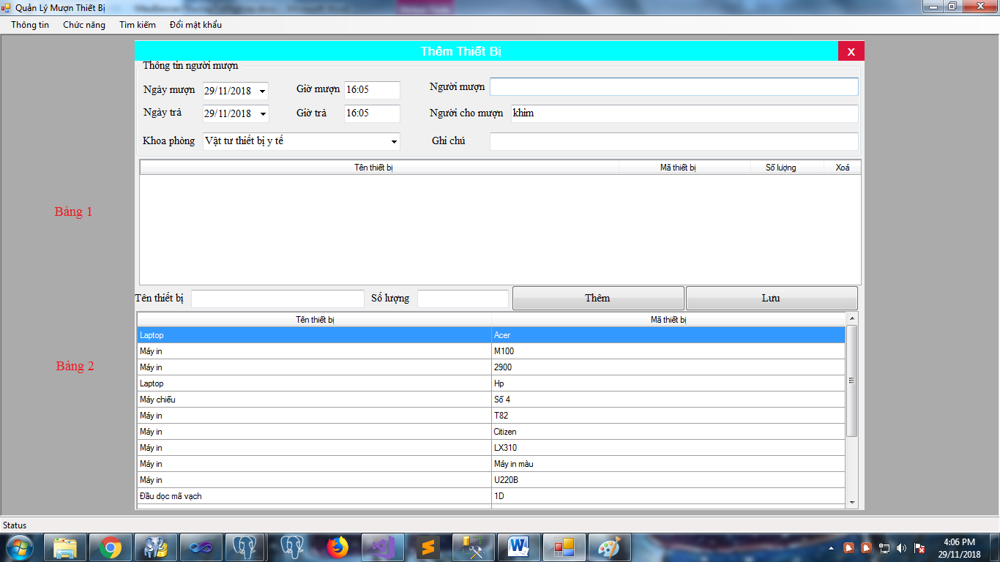 Quản Lý Mượn Thiết Bị
Thông tin Chức năng Tìm kiếm Đổi mật khẩu
Thêm Thiết Bị x
Thông tin người mượn
Ngày mượn 29/11/2018 Giờ mượn 16:05 Người mượn
Ngày trả 29/11/2018 Giờ trả 16:05 Người cho mượn khim
Khoa phòng Vật tư thiết bị y tế Ghi chú
Tên thiết bị Mã thiết bị Số lượng Xoá
Bảng 1
Tên thiết bị Số lượng Thêm Lưu
Tên thiết bị Mã thiết bị
Laptop Acer
Máy in M100
Bảng 2
Máy in 2900
Laptop Hp
Máy chiếu Số 4
Máy in T82
Máy in Citizen
Máy in LX310
Máy in Máy in màu
Máy in U220B
Đầu dọc mã vạch 1D
Status
4:06 PM
29/11/2018